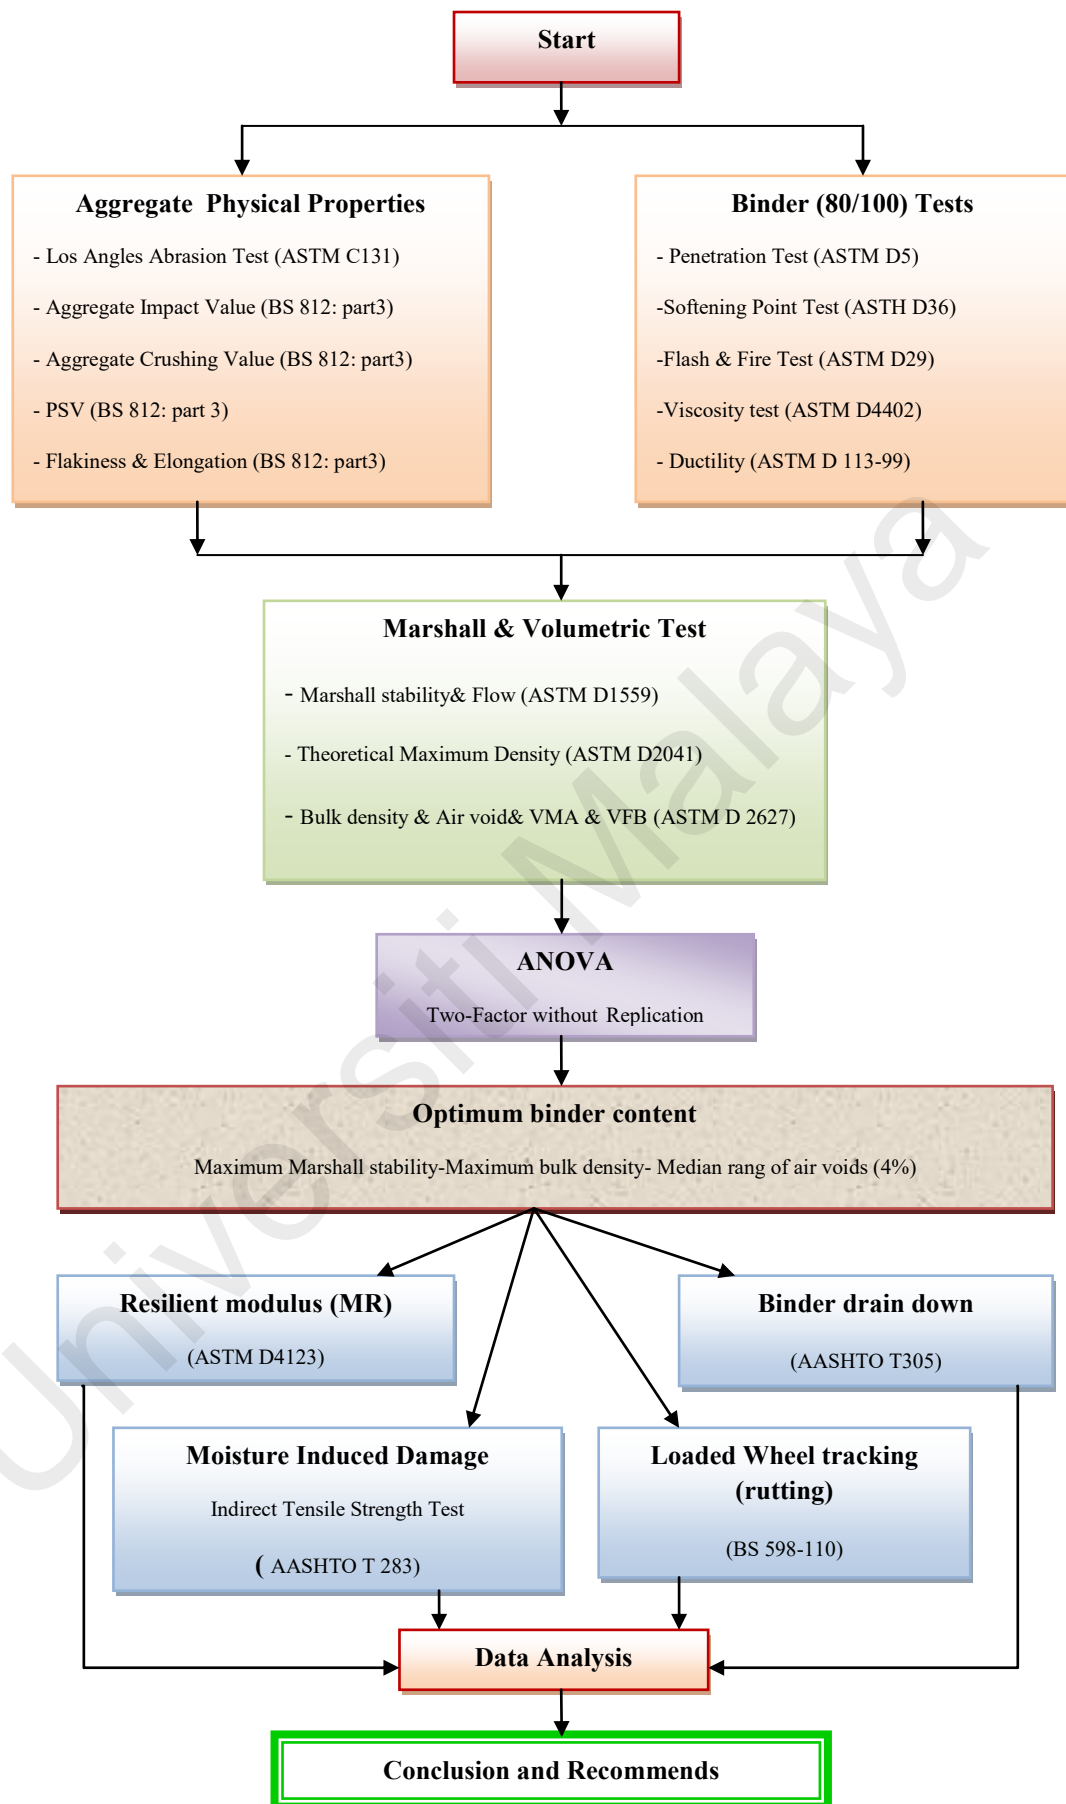 Start
Aggregate Physical Properties
- Los Angles Abrasion Test (ASTM C131)
- Aggregate Impact Value (BS 812: part3)
- Aggregate Crushing Value (BS 812: part3)
- PSV (BS 812: part 3)
- Flakiness & Elongation (BS 812: part3)
Binder (80/100) Tests
- Penetration Test (ASTM D5)
-Softening Point Test (ASTH D36)
-Flash & Fire Test (ASTM D29)
-Viscosity test (ASTM D4402)
- Ductility (ASTM D 113-99)
Marshall & Volumetric Test
- Marshall stability& Flow (ASTM D1559)
- Theoretical Maximum Density (ASTM D2041)
- Bulk density & Air void& VMA & VFB (ASTM D 2627)
ANOVA
Two-Factor without Replication
Optimum binder content
Maximum Marshall stability-Maximum bulk density- Median rang of air voids (4%)
Resilient modulus (MR)
(ASTM D4123)
Binder drain down
(AASHTO T305)
Moisture Induced Damage
Indirect Tensile Strength Test
( AASHTO T 283)
Loaded Wheel tracking
(rutting)
(BS 598-110)
Data Analysis
Conclusion and Recommends
Universiti Malaya